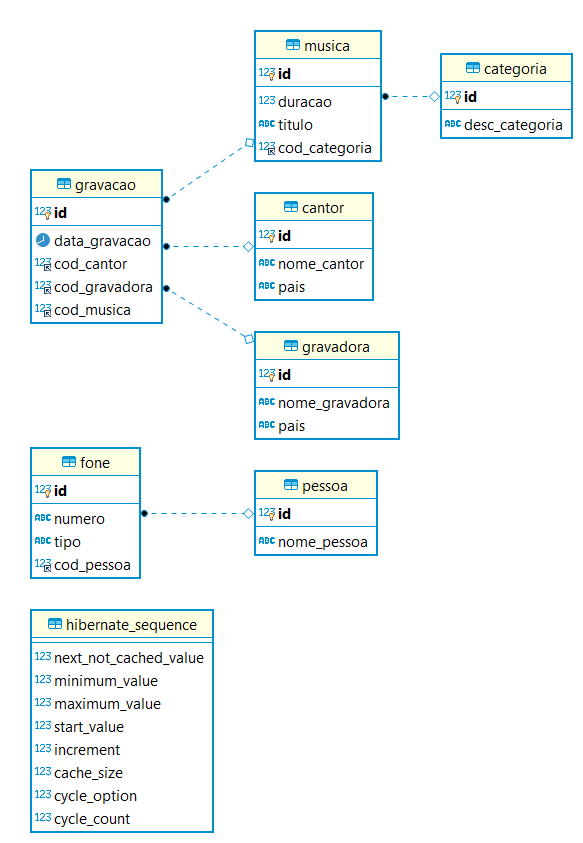 musica
123 id
123 duracao
ABC titulo
123 cod_categoria
categoria
123 id
ABC desc_categoria
gravacao
123 id
data_gravacao
123 cod_cantor
123 cod_gravadora
123 cod_musica
cantor
123 id
ABC nome_cantor
ABC pais
gravadora
123 id
ABC nome_gravadora
ABC pais
fone
123 id
ABC numero
ABC tipo
123 cod_pessoa
pessoa
123 id
ABC nome_pessoa
hibernate_sequence
123 next_not_cached_value
123 minimum_value
123 maximum_value
123 start_value
123 increment
123 cache_size
123 cycle_option
123 cycle_count